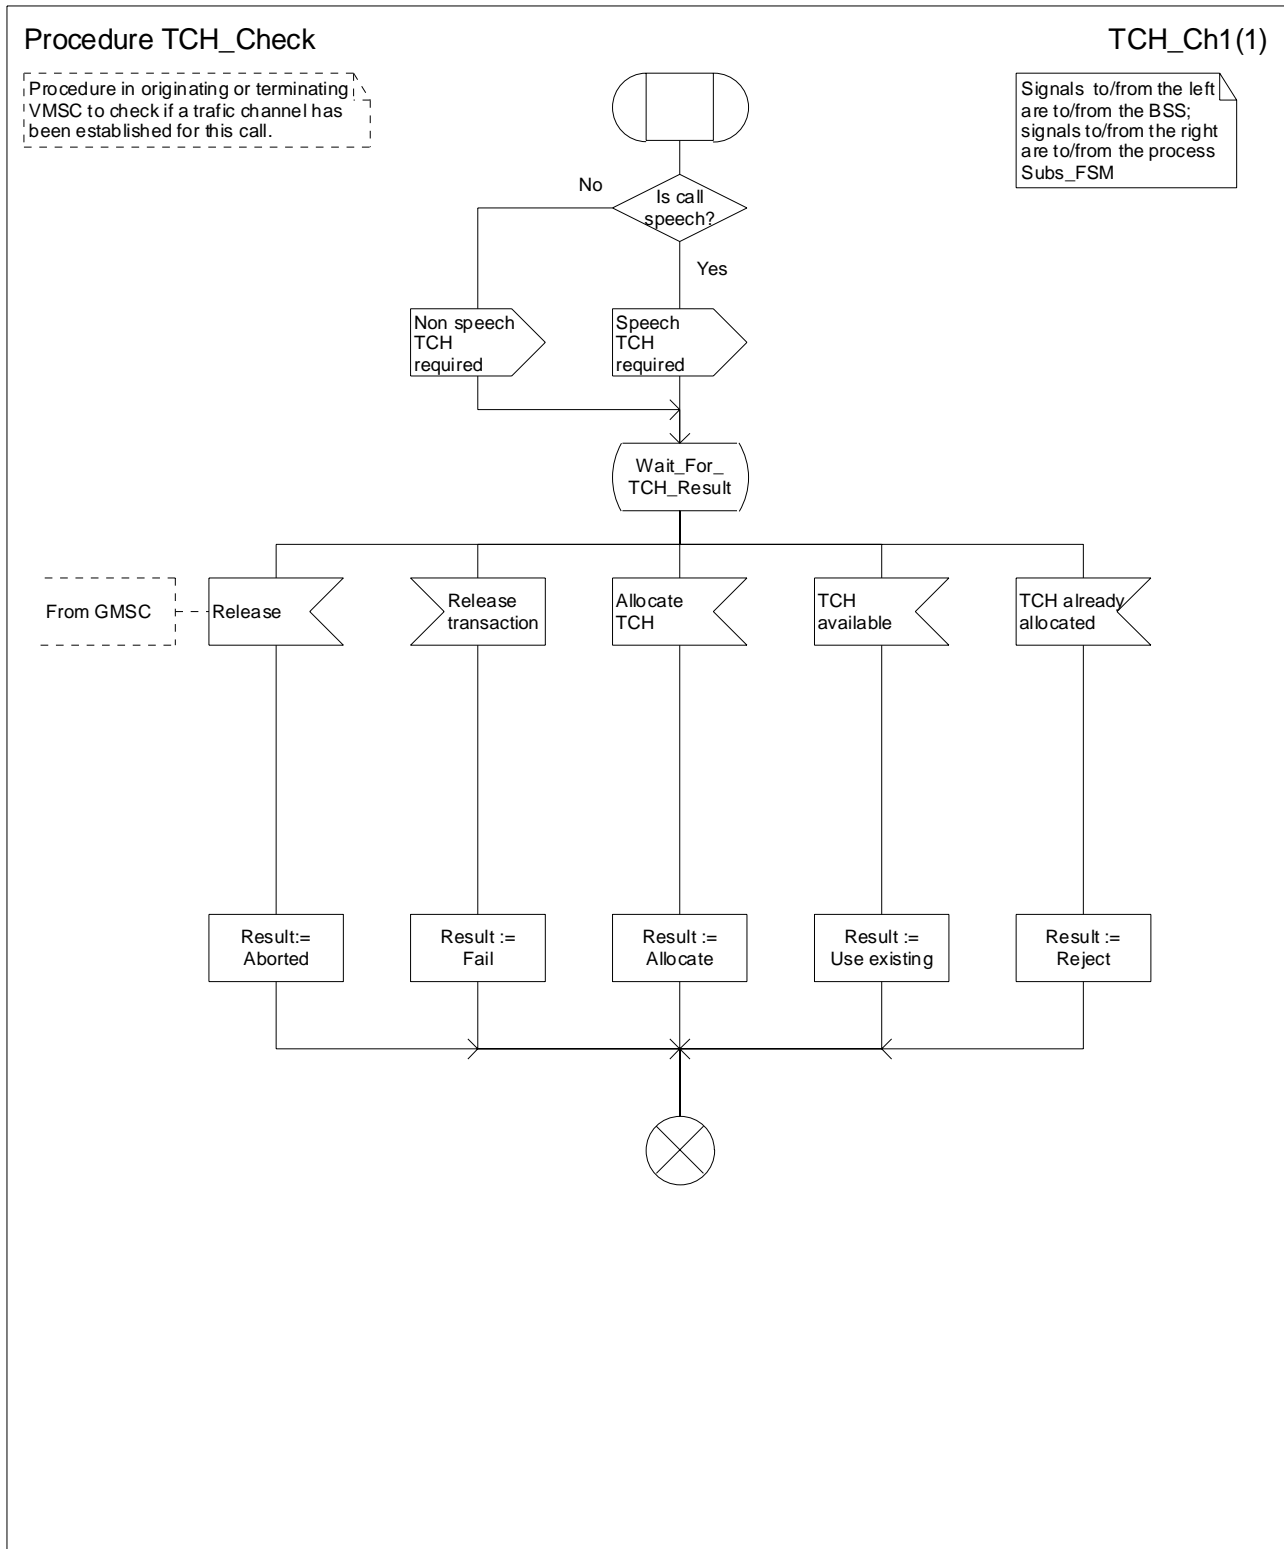 Procedure TCH_Check
TCH_Ch1(1)
Procedure in originating or terminating
VMSC to check if a trafic channel has
been established for this call.
Signals to/from the left
are to/from the BSS;
signals to/from the right
are to/from the process
Subs_FSM
No
Is call
speech?
Yes
Non speech
TCH
required
Speech
TCH
required
Wait_For_
TCH_Result
From GMSC
Release
Release
transaction
Allocate
TCH
TCH
available
TCH already
allocated
Result:=
Aborted
Result :=
Fail
Result :=
Allocate
Result :=
Use existing
Result :=
Reject